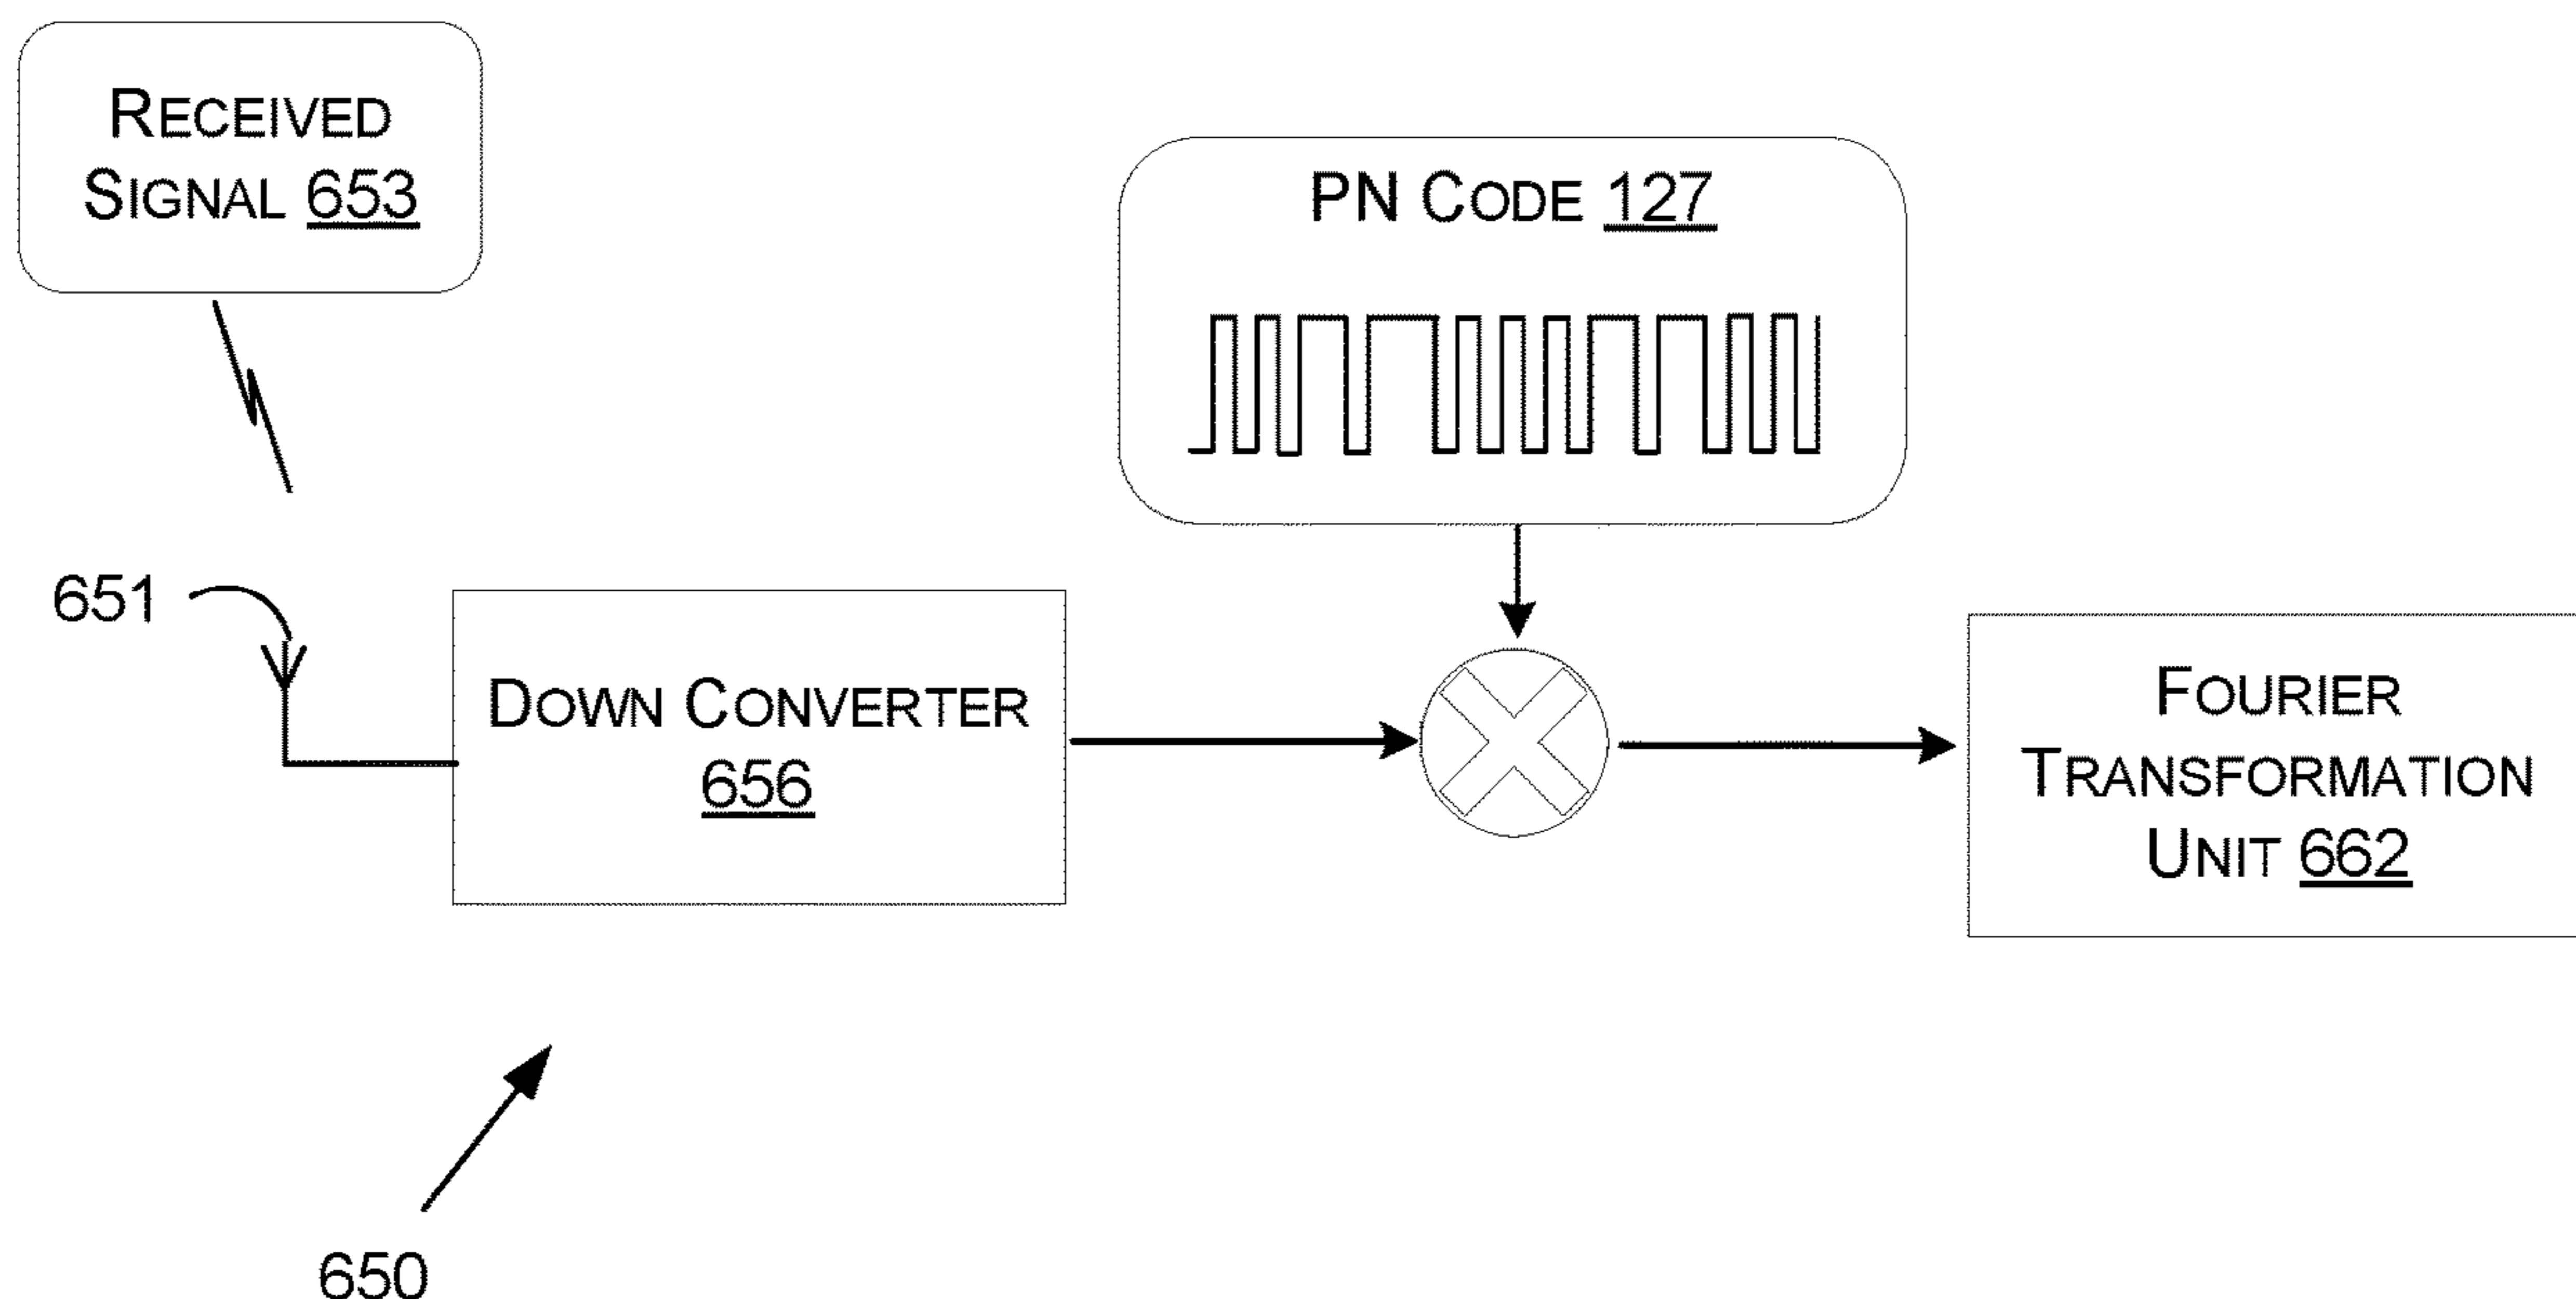 RECEIVED
SIGNAL 653
PN CODE 127
651
DOWN CONVERTER
656
FOURIER
TRANSFORMATION
UNIT 662
650